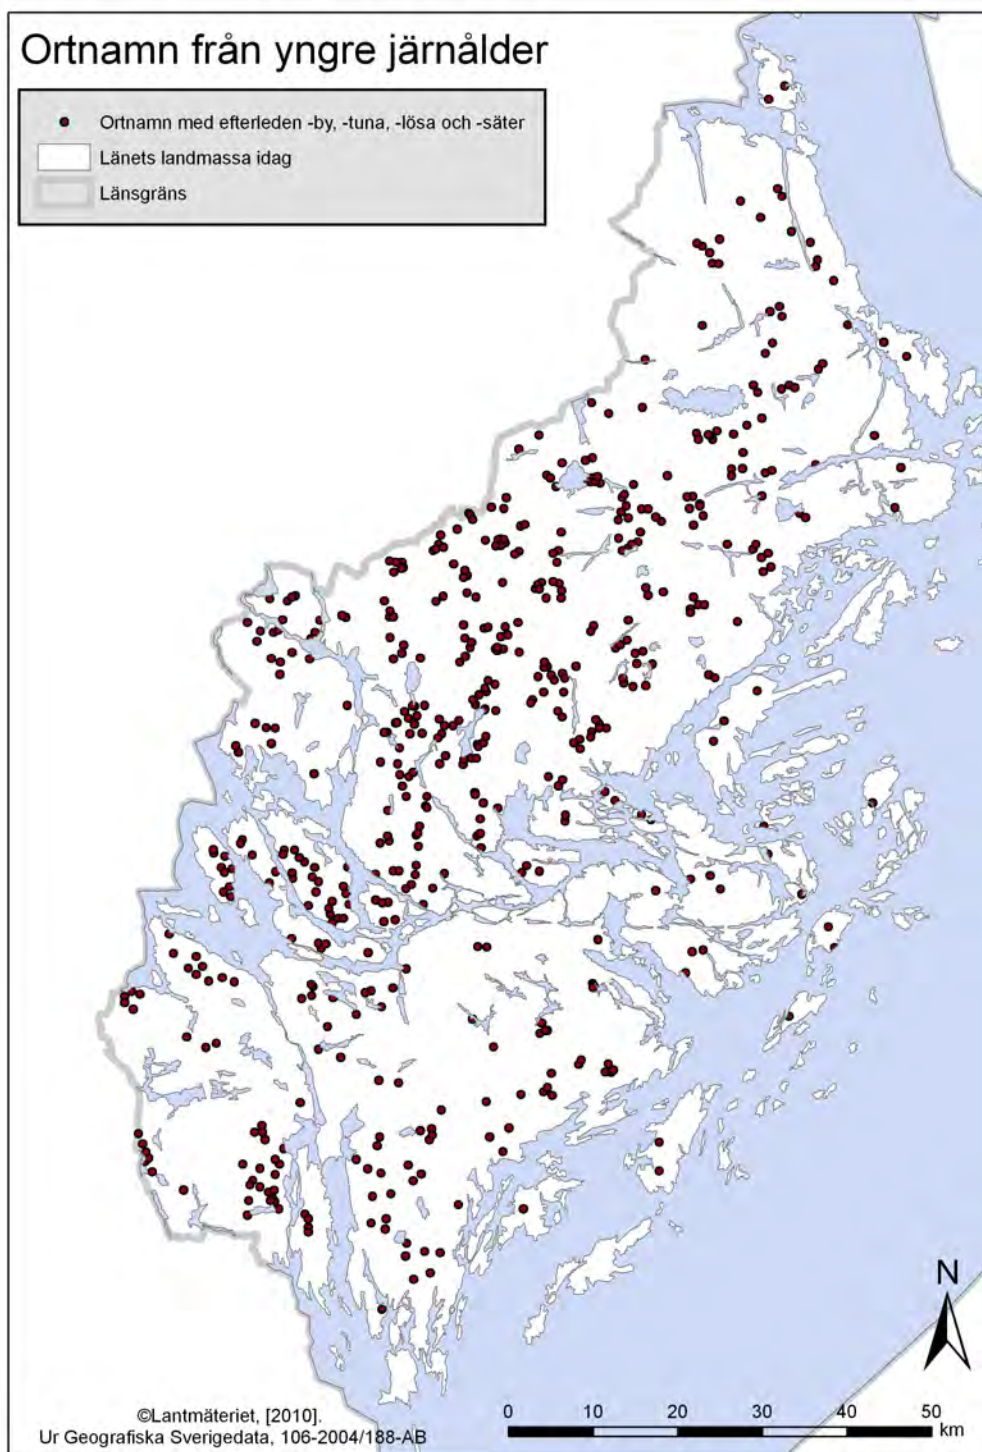 Ortnamn från yngre järnålder
Ortnamn med efterleden -by, -tuna, -lösa och -säter
Länets landmassa idag
Länsgräns
N
©Lantmäteriet, [2010].
Ur Geografiska Sverigedata, 106-2004/188-AB
0 10 20 30 40 50
km